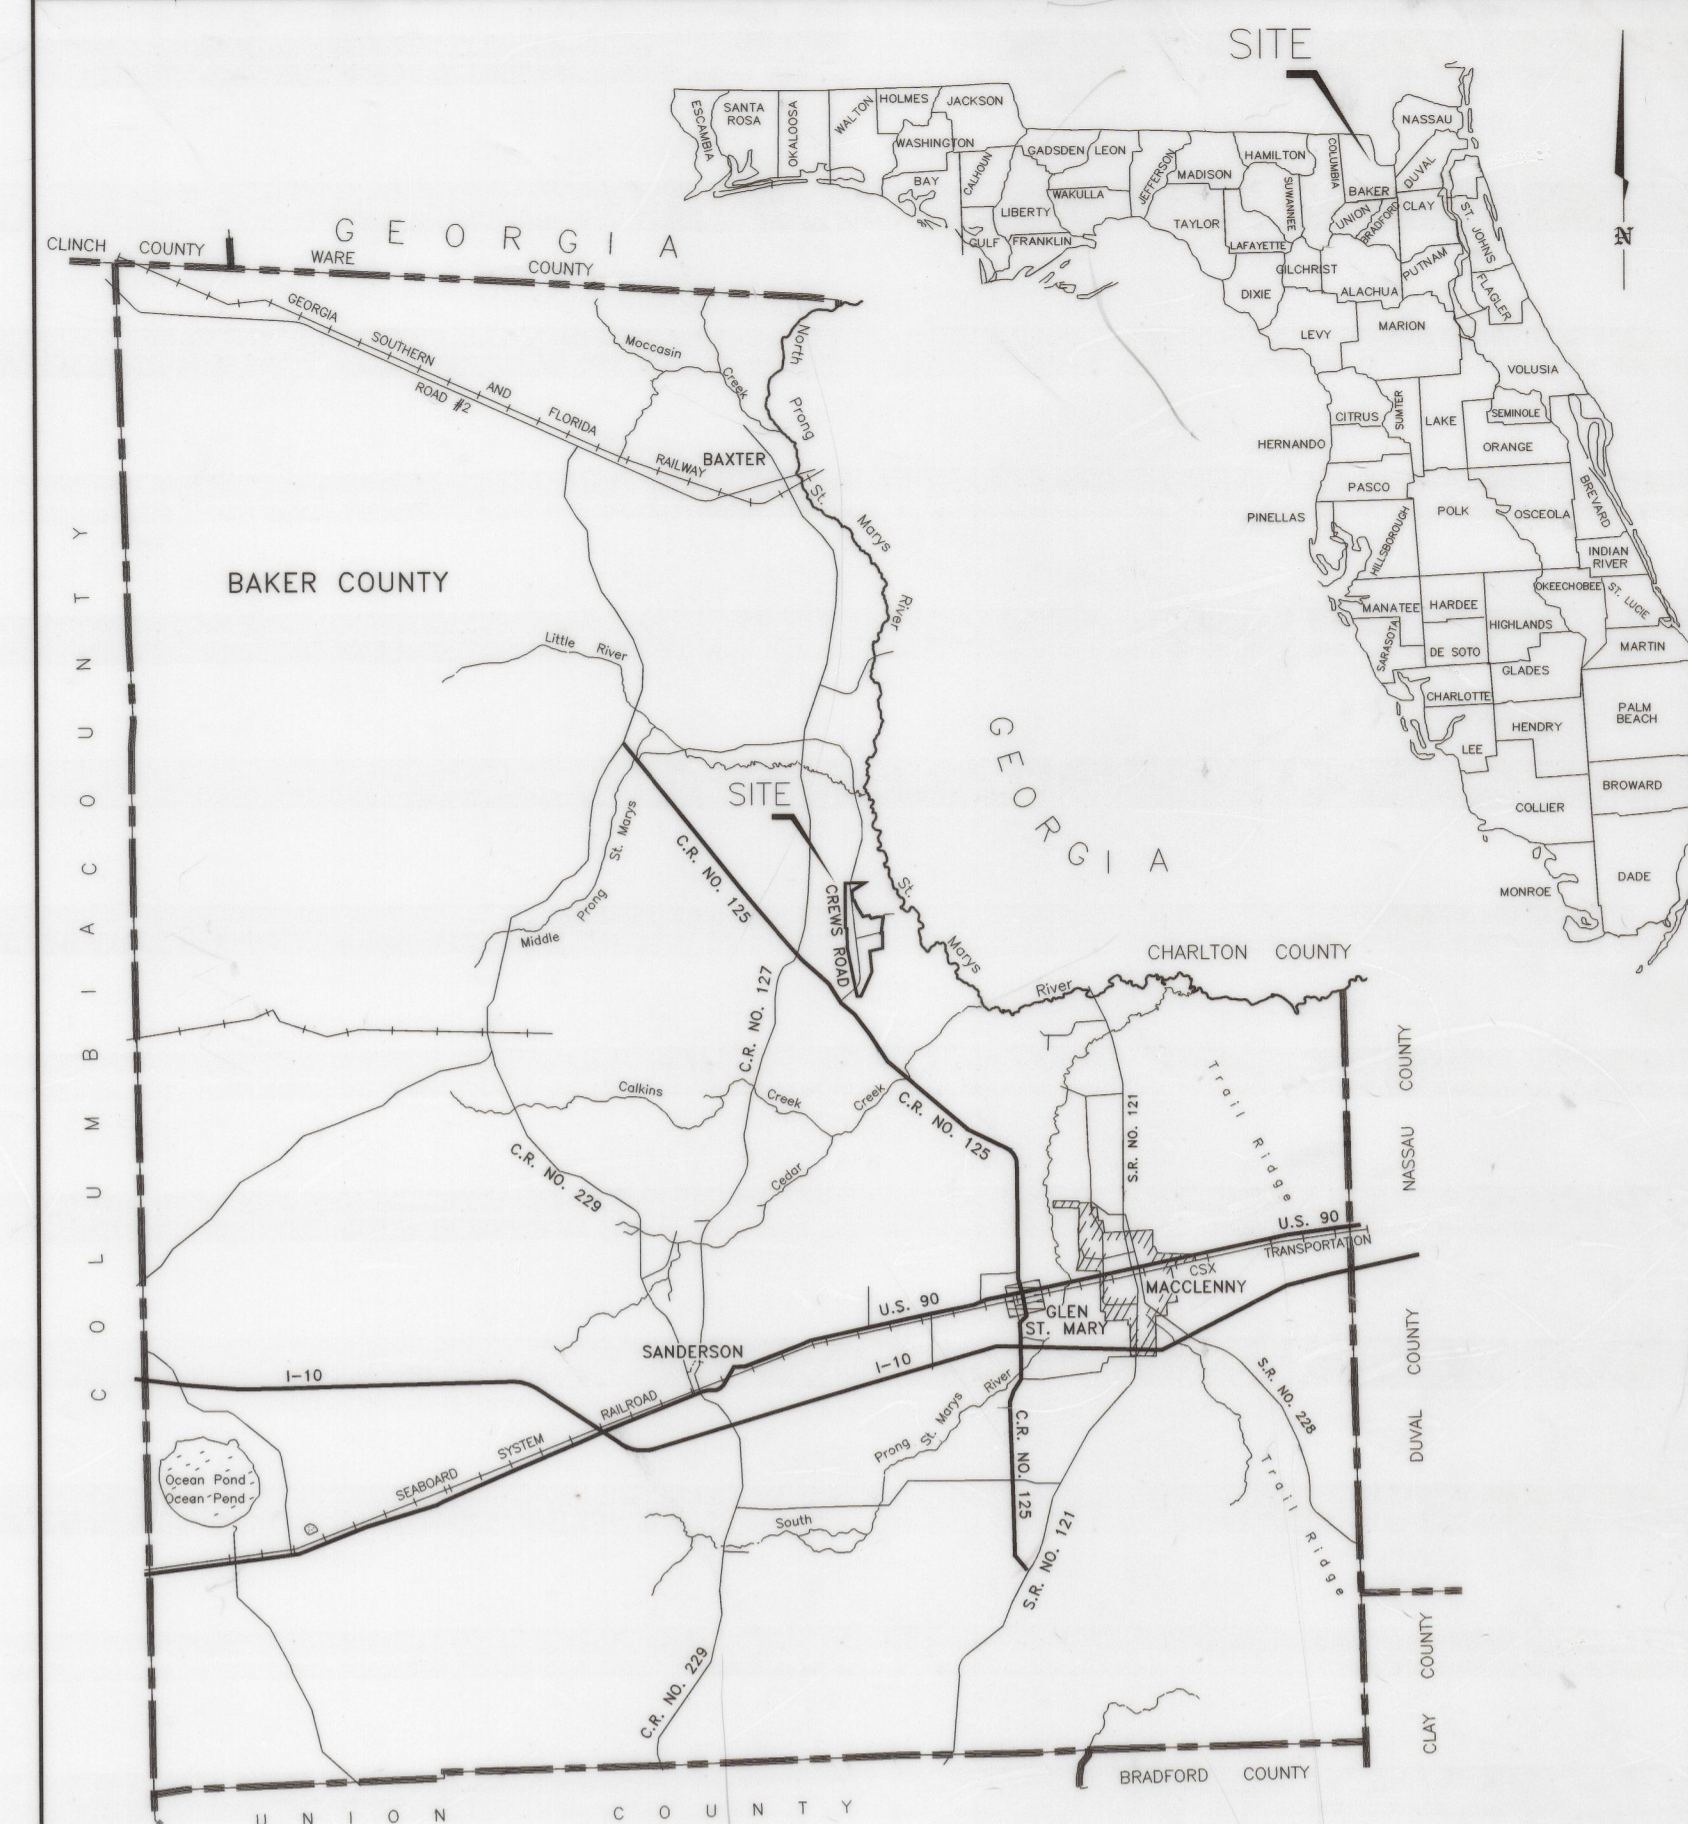 SITE
ESCAMBIA
SANTA
ROSA
OKALOOSA
WALTON
HOLMES
JACKSON
WASHINGTON
BAY
CALHOUN
GULF
LIBERTY
FRANKLIN
GADSDEN
LEON
WAKULLA
JEFFERSON
MADISON
TAYLOR
HAMILTON
SUWANNEE
LAFAYETTE
DIXIE
COLUMBIA
BAKER
UNION
BRADFORD
GILCHRIST
ALACHUA
NASSAU
DUVAL
CLAY
ST. JOHNS
PUTNAM
FLAGLER
LEVY
MARION
VOLUSIA
CITRUS
SUMTER
LAKE
SEMINOLE
HERNANDO
ORANGE
PASCO
PINELLAS
HILLSBOROUGH
POLK
OSCEOLA
BREVARD
INDIAN
RIVER
MANATEE
HARDEE
OKEECHOBEE
ST. LUCIE
HIGHLANDS
SARASOTA
DE SOTO
GLADES
MARTIN
CHARLOTTE
HENDRY
PALM
BEACH
LEE
BROWARD
COLLIER
MONROE
DADE
N
GEORGIA
CLINCH COUNTY
WARE COUNTY
GEORGIA SOUTHERN AND FLORIDA RAILWAY
ROAD #2
Moccasin Creek
North Prong St. Marys River
BAXTER
BAKER COUNTY
COLUMBIA COUNTY
Little River
GEORGIA
SITE
C.R. NO. 125
CREWS ROAD
Middle Prong St. Marys
St. Marys River
CHARLTON COUNTY
C.R. NO. 127
Calkins Creek
Cedar Creek
C.R. NO. 125
C.R. NO. 229
S.R. NO. 121
Trail Ridge
NASSAU COUNTY
U.S. 90
CSX TRANSPORTATION
MACCLENNY
GLEN
ST. MARY
U.S. 90
SANDERSON
I-10
I-10
SEABOARD SYSTEM RAILROAD
Ocean Pond
Ocean Pond
South Prong St. Marys River
C.R. NO. 125
S.R. NO. 228
Trail Ridge
DUVAL COUNTY
S.R. NO. 121
C.R. NO. 229
CLAY COUNTY
BRADFORD COUNTY
UNION COUNTY